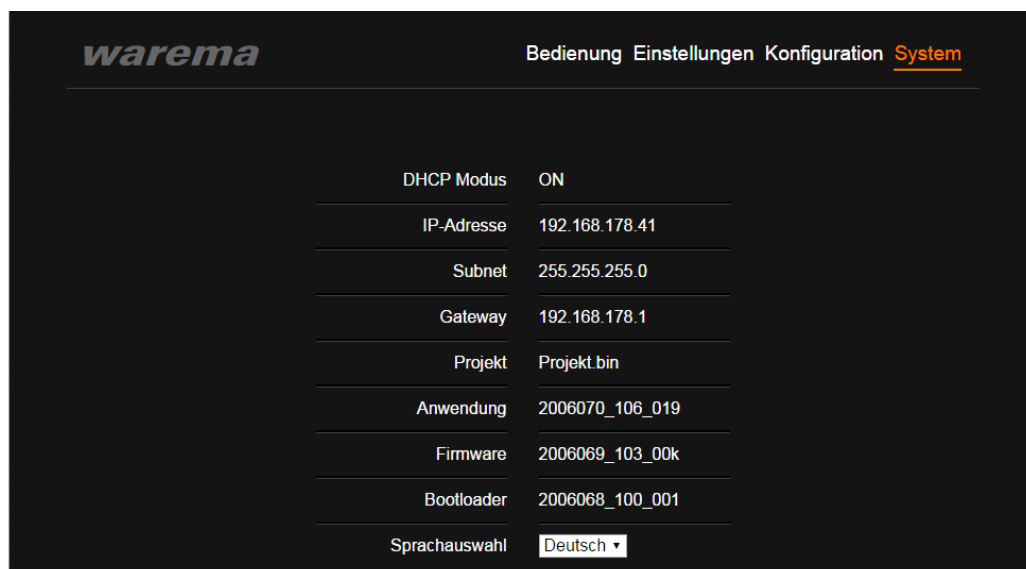 warema Bedienung Einstellungen Konfiguration System
DHCP Modus ON
IP-Adresse 192.168.178.41
Subnet 255.255.255.0
Gateway 192.168.178.1
Projekt Projekt.bin
Anwendung 2006070_106_019
Firmware 2006069_103_00k
Bootloader 2006068_100_001
Sprachauswahl Deutsch